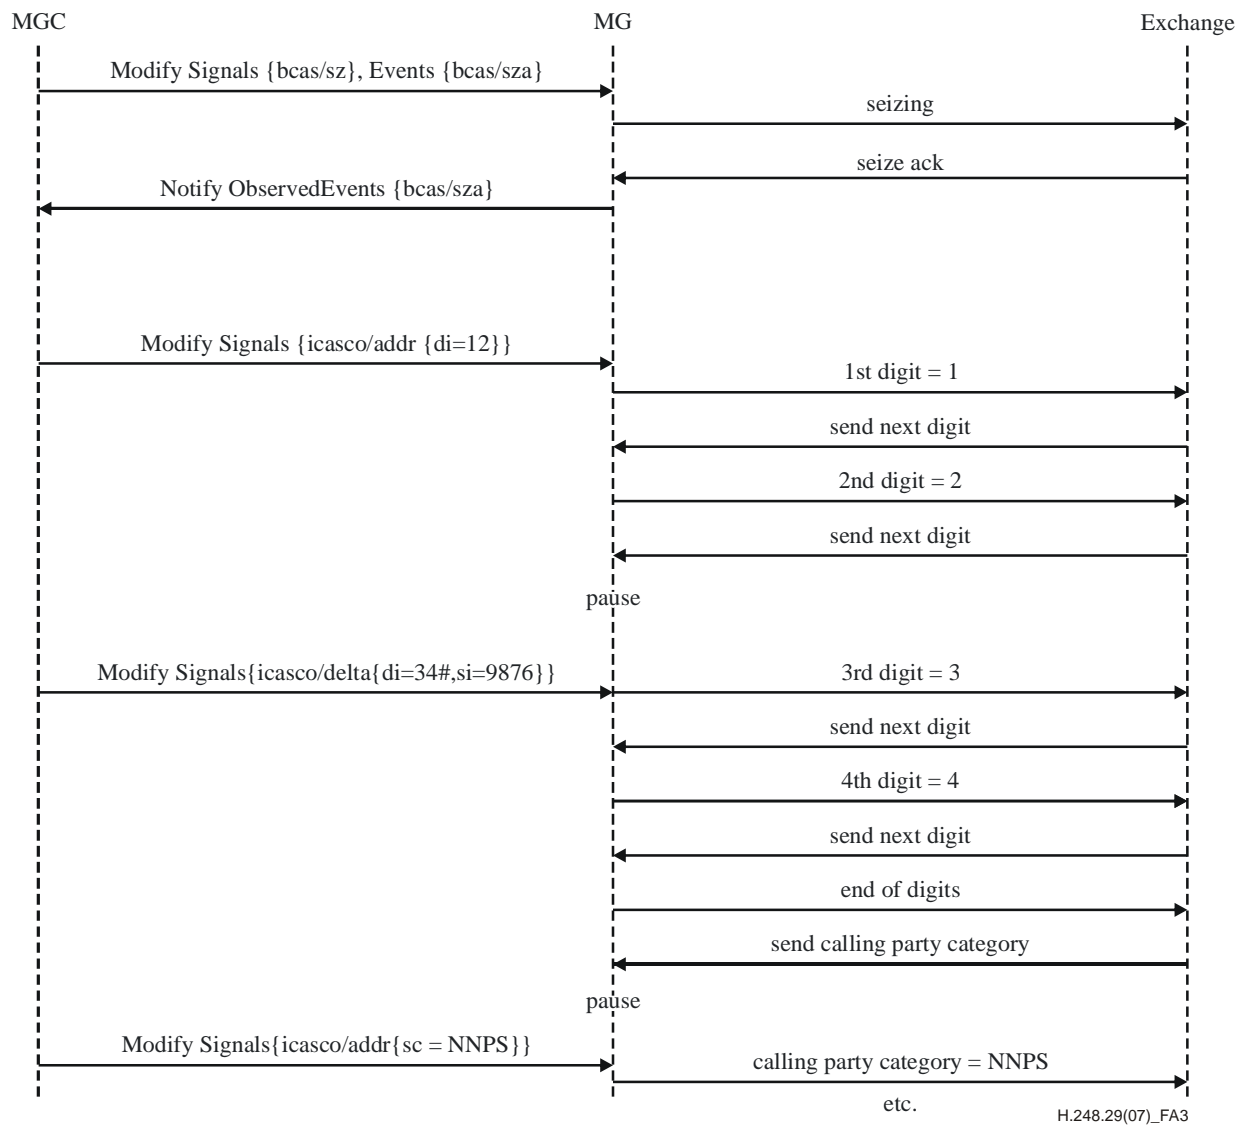 MGC MG Exchange
Modify Signals {bcas/sz}, Events {bcas/sza}
seizing
seize ack
Notify ObservedEvents {bcas/sza}
Modify Signals {icasco/addr {di=12}}
1st digit = 1
send next digit
2nd digit = 2
send next digit
pause
Modify Signals{icasco/delta{di=34#,si=9876}} 3rd digit = 3
send next digit
4th digit = 4
send next digit
end of digits
send calling party category
pause
Modify Signals{icasco/addr{sc = NNPS}}
calling party category = NNPS
etc.
H.248.29(07)_FA3